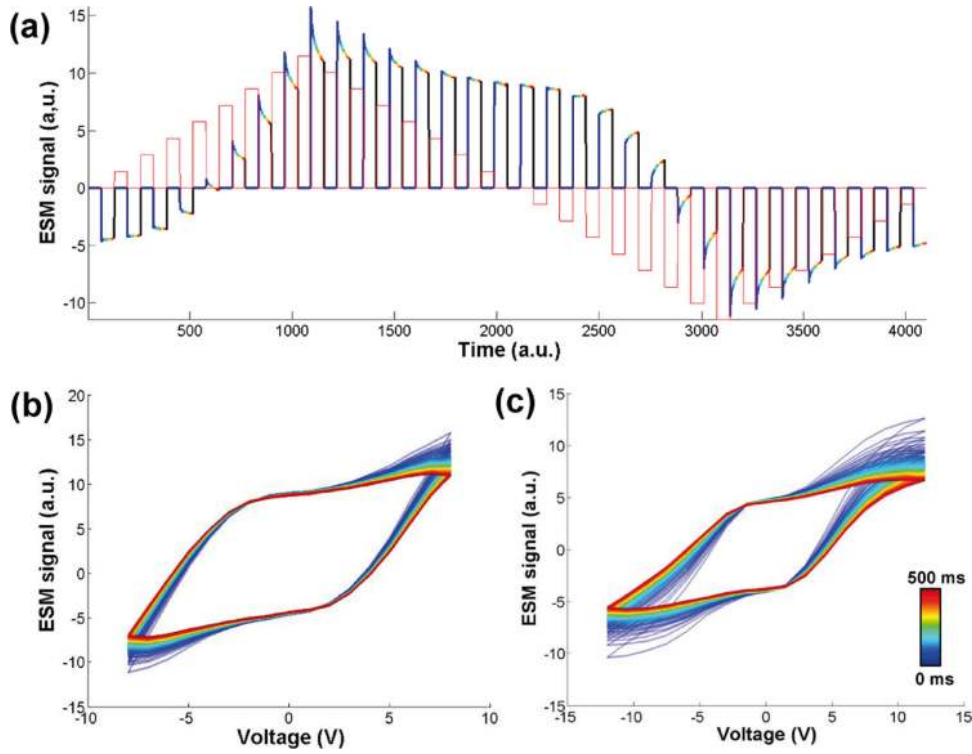 (a)
ESM signal (a,u.)
15
10
5
0
-5
-10
500 1000 1500 2000 2500 3000 3500 4000
Time (a.u.)
(b)
ESM signal (a.u.)
20
15
10
5
0
-5
-10
-15
-10 -5 0 5 10
Voltage (V)
(c)
ESM signal (a.u.)
15
10
5
0
-5
-10
-15
-15 -10 -5 0 5 10 15
Voltage (V)
500 ms
0 ms